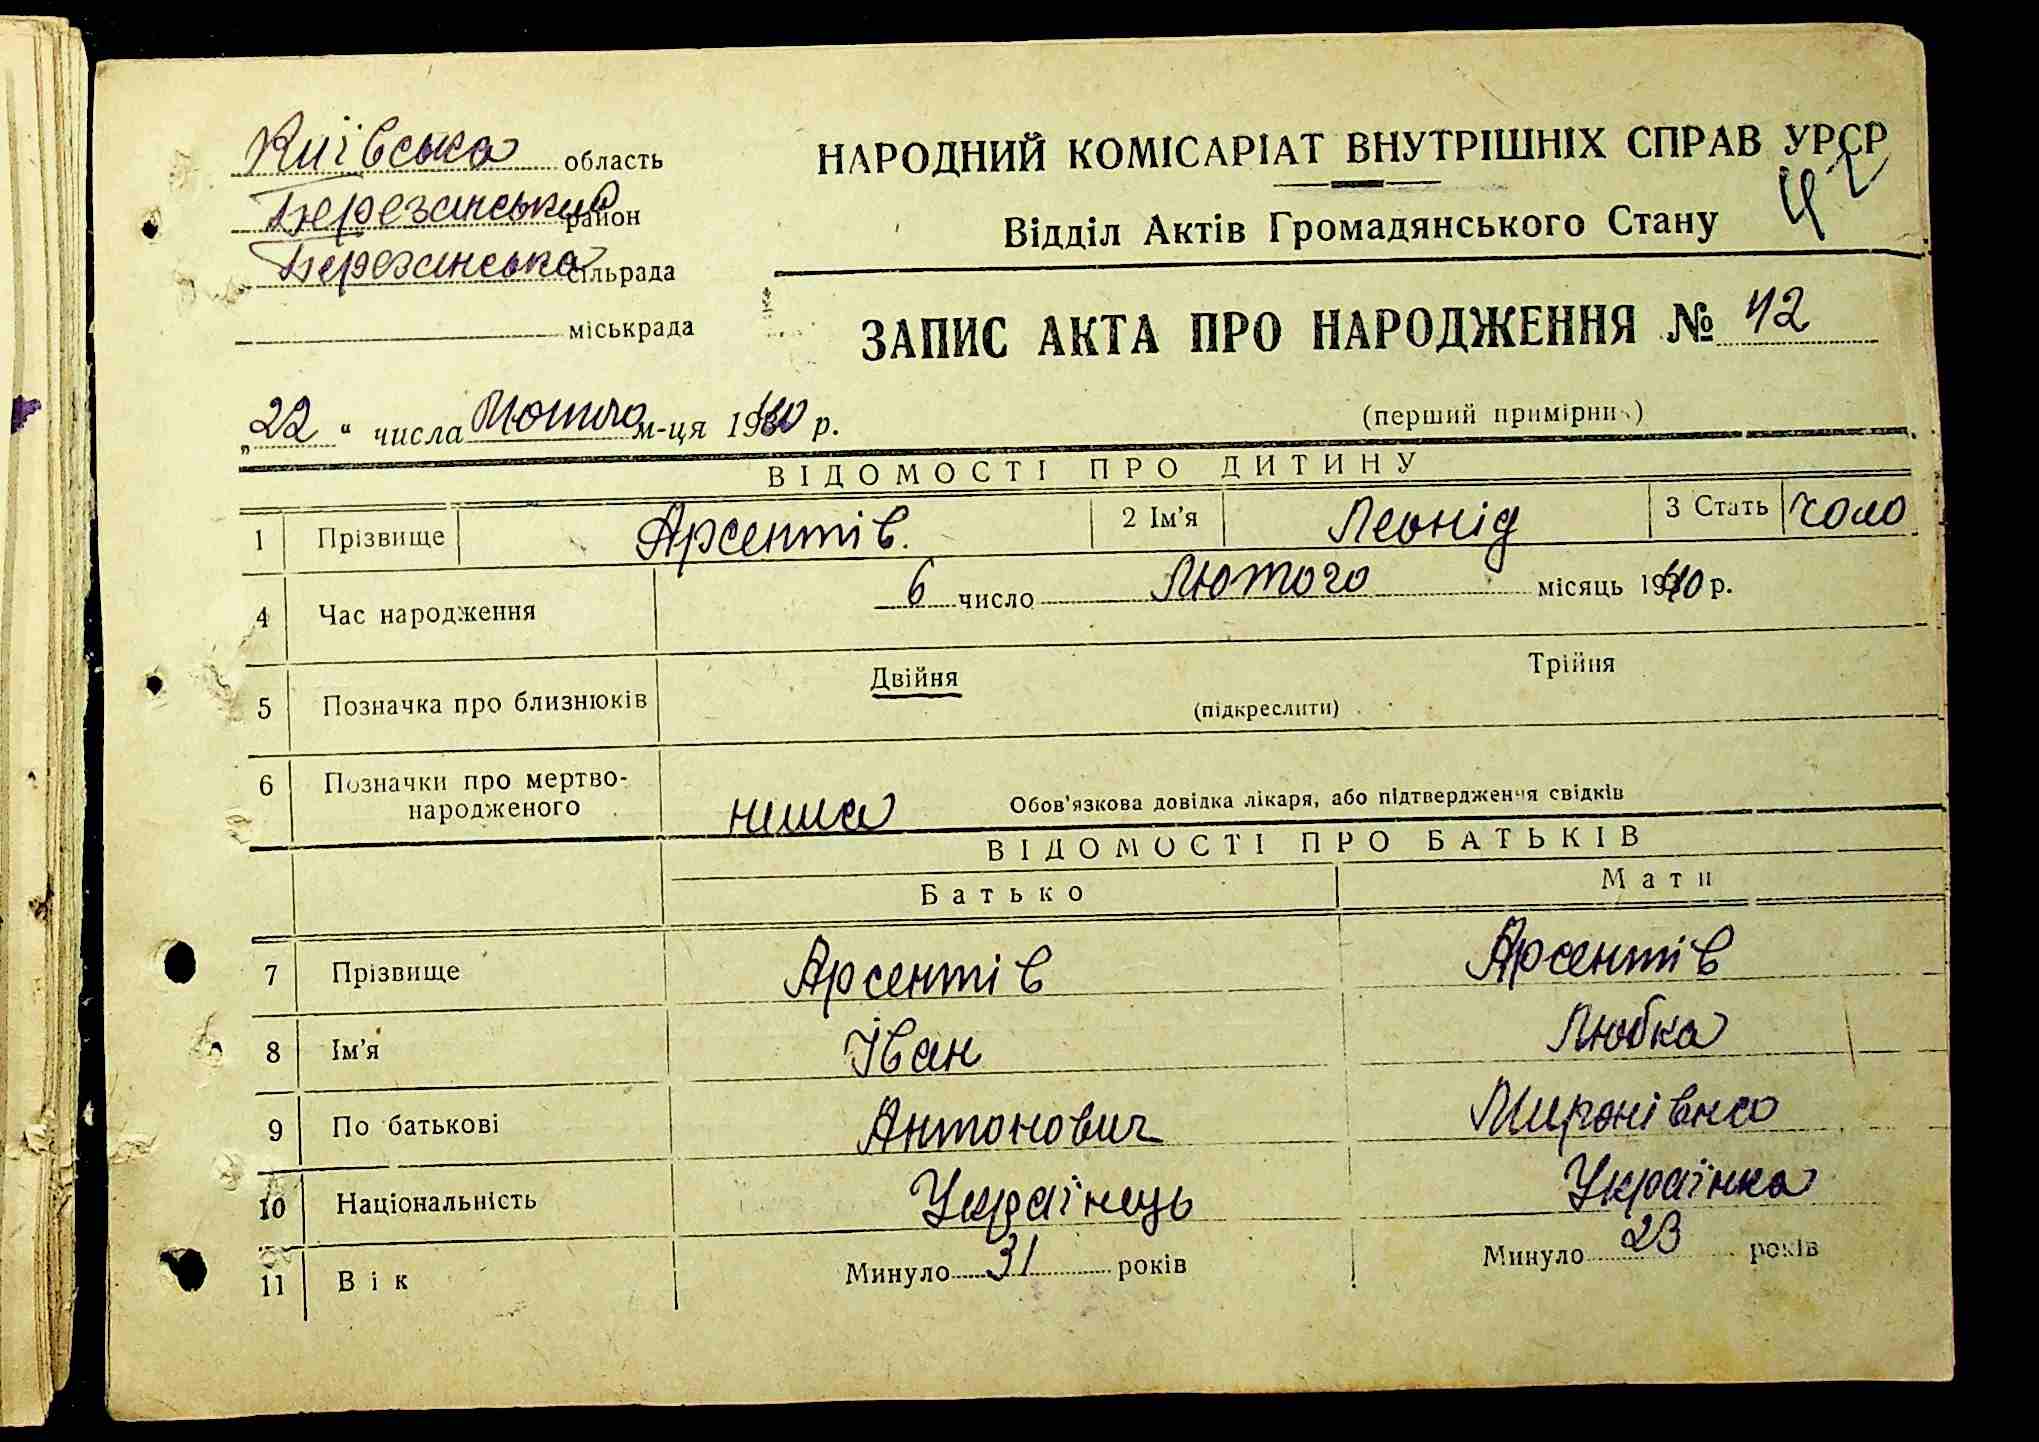 Київська область
Березанський район
Березанська сільрада
міськрада
НАРОДНИЙ КОМІСАРІАТ ВНУТРІШНІХ СПРАВ УРСР
42
Відділ Актів Громадянського Стану
ЗАПИС АКТА ПРО НАРОДЖЕННЯ № 42
„22“ числа Лютого м-ця 1940 р.
(перший примірник)
ВІДОМОСТІ ПРО ДИТИНУ
1 Прізвище Арсентів. 2 Ім'я Леонід 3 Стать чоло
4 Час народження 6 число Лютого місяць 1940 р.
5 Позначка про близнюків Двійня Трійня
(підкреслити)
6 Позначки про мертво-
народженого нема Обов'язкова довідка лікаря, або підтвердження свідків
ВІДОМОСТІ ПРО БАТЬКІВ
Батько Мати
7 Прізвище Арсентів Арсентів
8 Ім'я Іван Любка
9 По батькові Антонович Миронівна
10 Національність Українець Українка
11 Вік Минуло 31 років Минуло 23 років